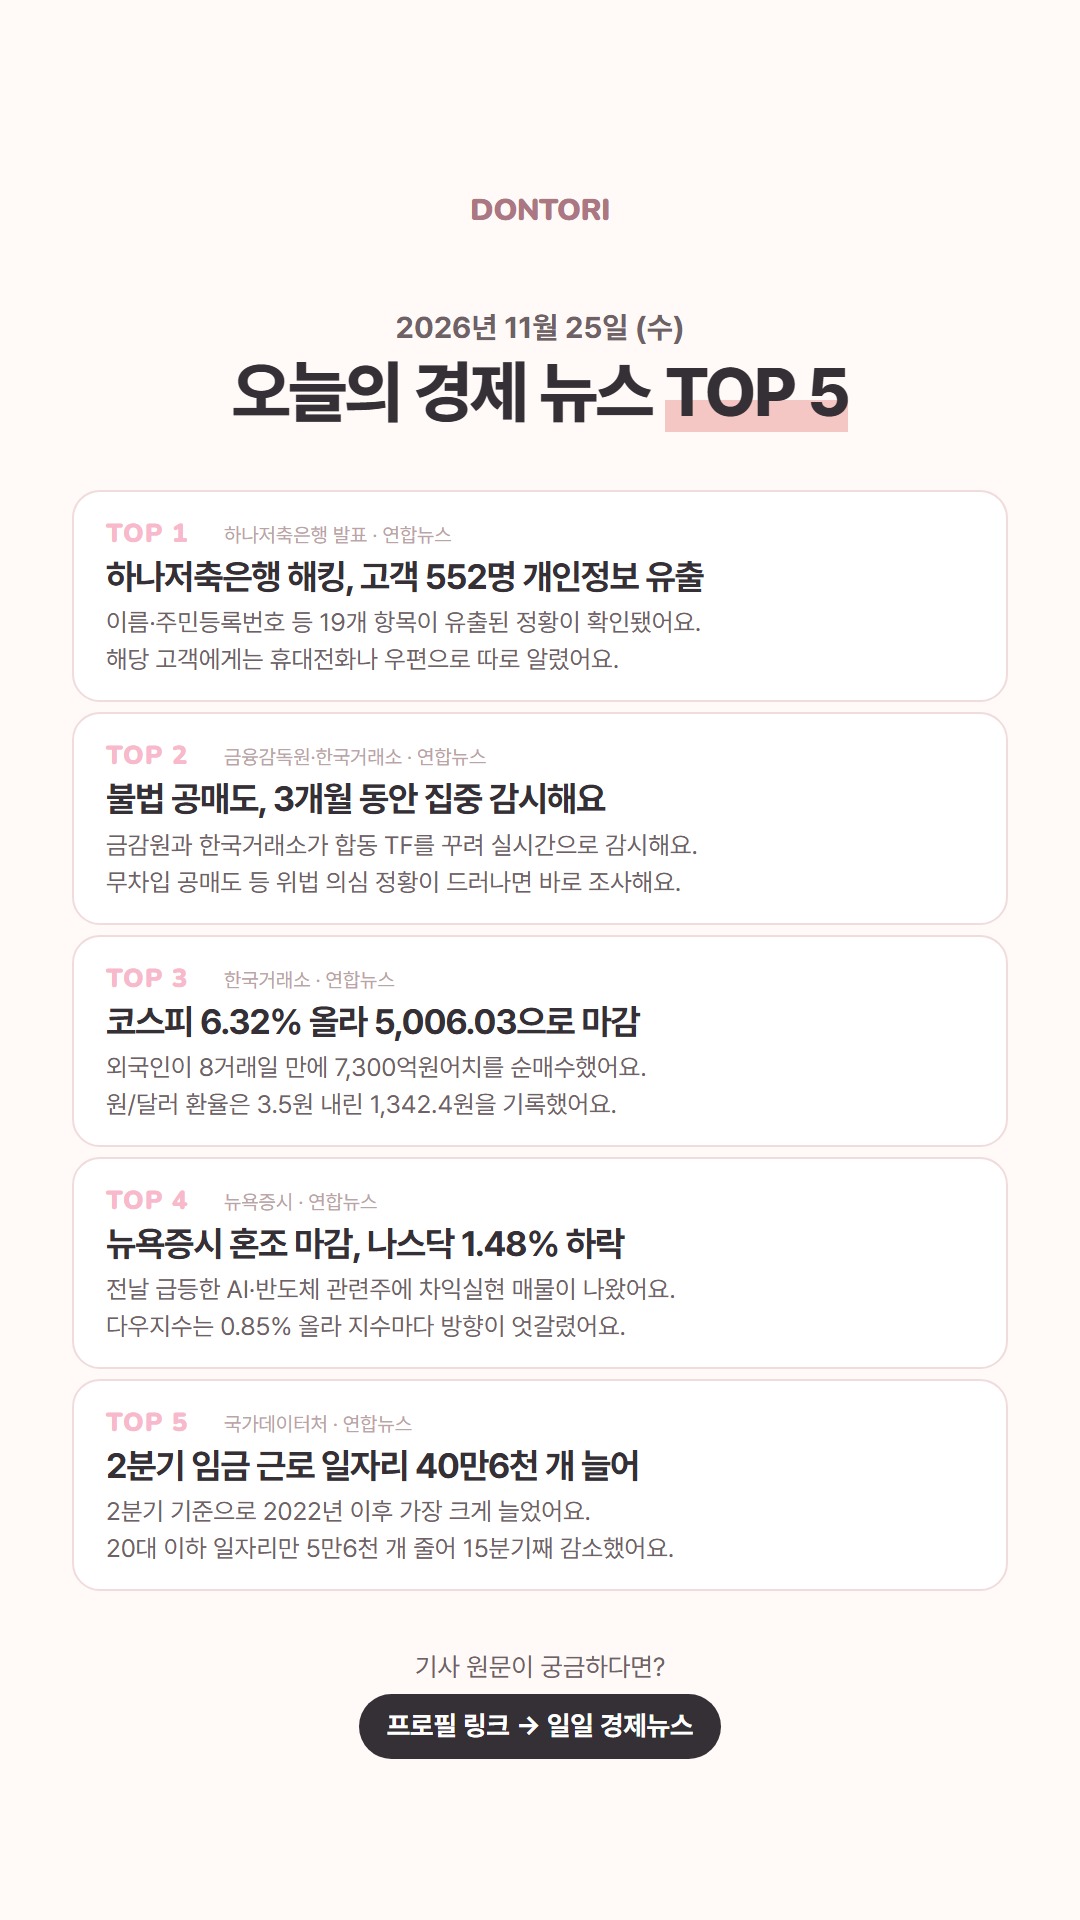 DONTORI
2026년 11월 25일 (수)
오늘의 경제 뉴스 TOP 5
TOP 1 하나저축은행 발표 · 연합뉴스
하나저축은행 해킹, 고객 552명 개인정보 유출
이름·주민등록번호 등 19개 항목이 유출된 정황이 확인됐어요.
해당 고객에게는 휴대전화나 우편으로 따로 알렸어요.
TOP 2 금융감독원·한국거래소 · 연합뉴스
불법 공매도, 3개월 동안 집중 감시해요
금감원과 한국거래소가 합동 TF를 꾸려 실시간으로 감시해요.
무차입 공매도 등 위법 의심 정황이 드러나면 바로 조사해요.
TOP 3 한국거래소 · 연합뉴스
코스피 6.32% 올라 5,006.03으로 마감
외국인이 8거래일 만에 7,300억원어치를 순매수했어요.
원/달러 환율은 3.5원 내린 1,342.4원을 기록했어요.
TOP 4 뉴욕증시 · 연합뉴스
뉴욕증시 혼조 마감, 나스닥 1.48% 하락
전날 급등한 AI·반도체 관련주에 차익실현 매물이 나왔어요.
다우지수는 0.85% 올라 지수마다 방향이 엇갈렸어요.
TOP 5 국가데이터처 · 연합뉴스
2분기 임금 근로 일자리 40만6천 개 늘어
2분기 기준으로 2022년 이후 가장 크게 늘었어요.
20대 이하 일자리만 5만6천 개 줄어 15분기째 감소했어요.
기사 원문이 궁금하다면?
프로필 링크 → 일일 경제뉴스